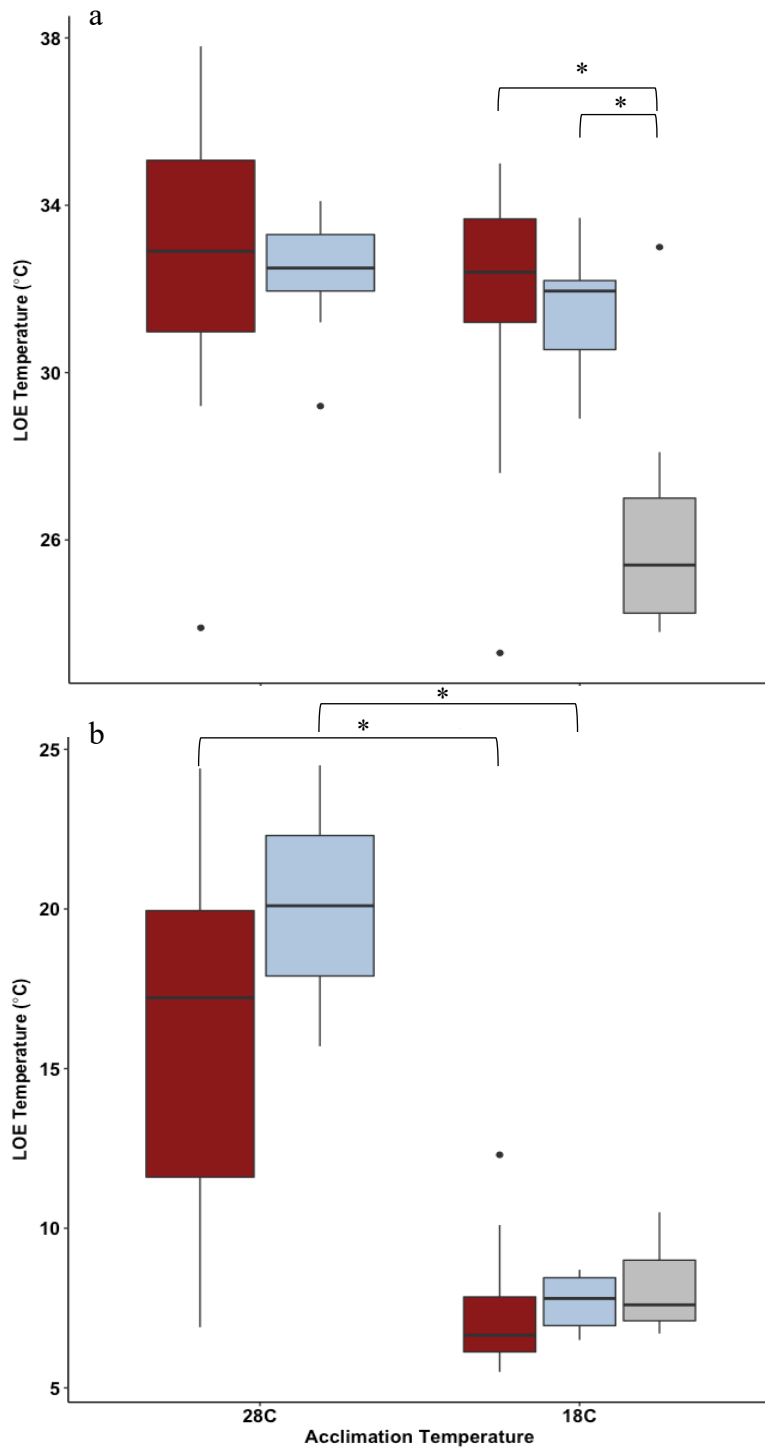 a
38
34
30
26
LOE Temperature (°C)
*
*
*
*
b
25
20
15
10
5
LOE Temperature (°C)
28C
18C
Acclimation Temperature